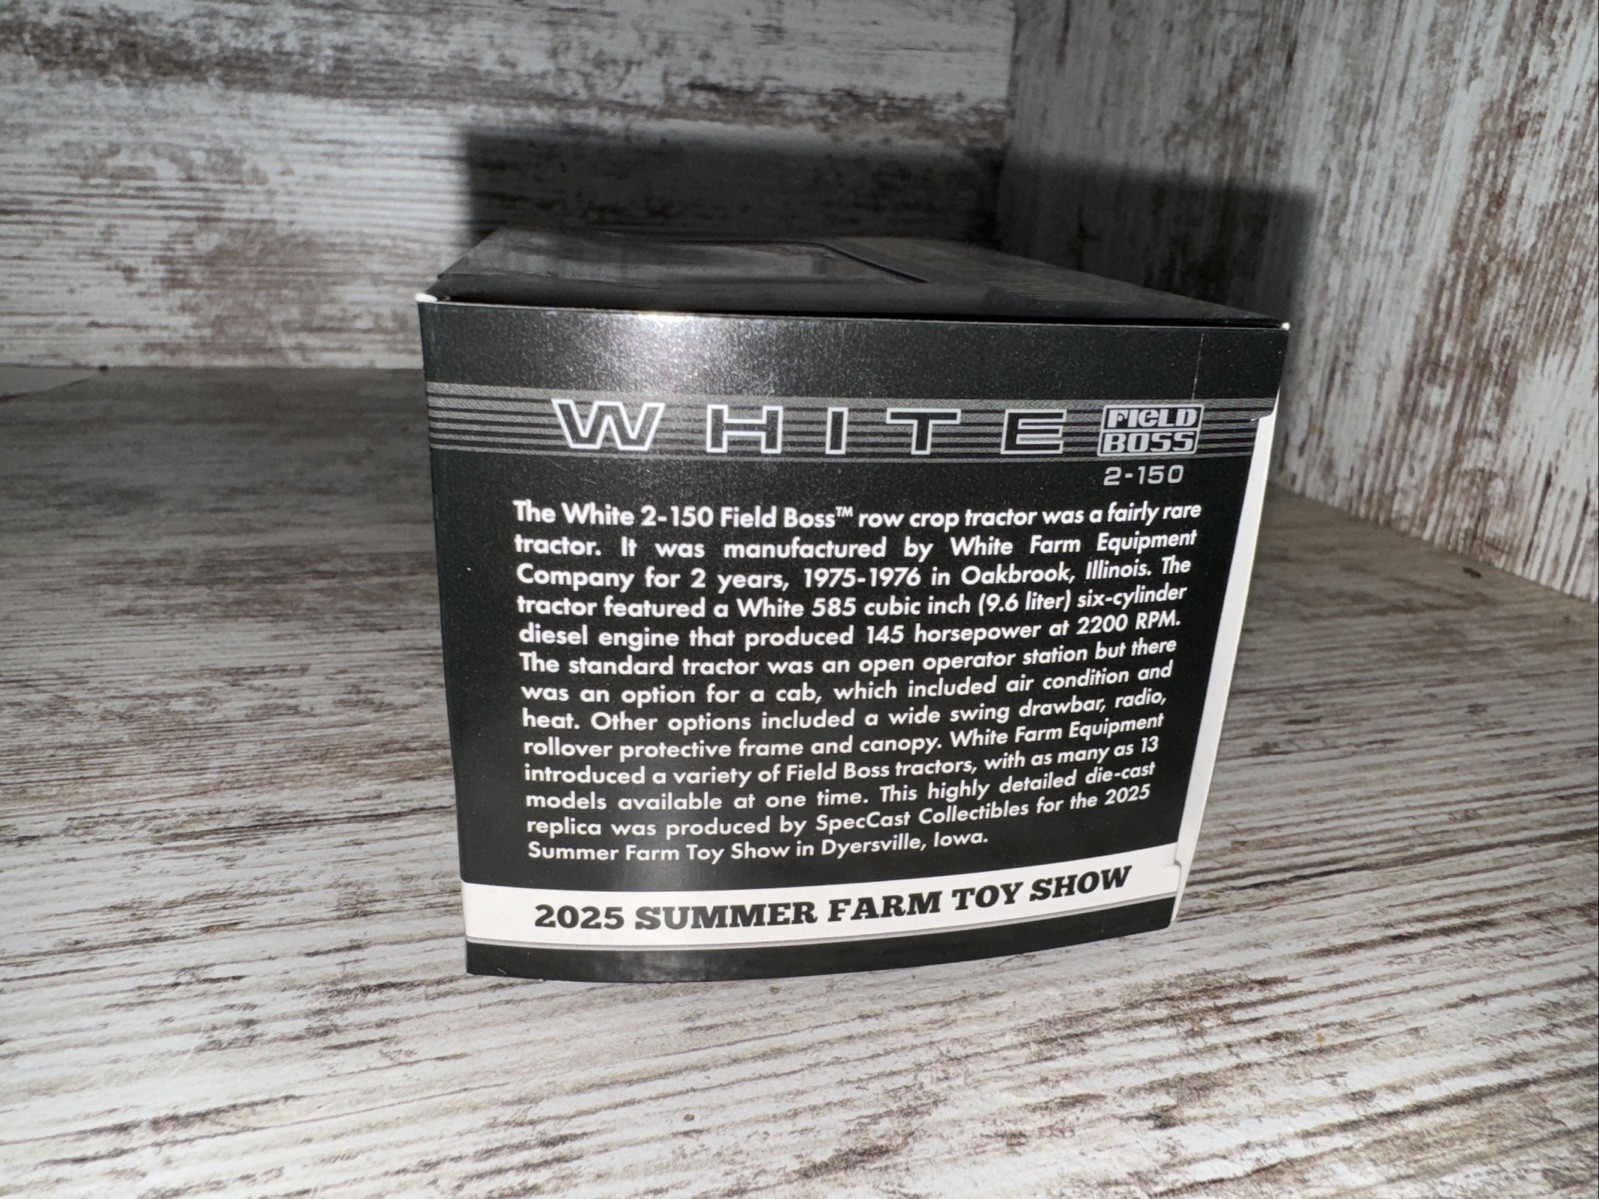 WHITE FIELD BOSS
2-150
The White 2-150 Field Boss™ row crop tractor was a fairly rare
tractor. It was manufactured by White Farm Equipment
Company for 2 years, 1975-1976 in Oakbrook, Illinois. The
tractor featured a White 585 cubic inch (9.6 liter) six-cylinder
diesel engine that produced 145 horsepower at 2200 RPM.
The standard tractor was an open operator station but there
was an option for a cab, which included air condition and
heat. Other options included a wide swing drawbar, radio,
rollover protective frame and canopy. White Farm Equipment
introduced a variety of Field Boss tractors, with as many as 13
models available at one time. This highly detailed die-cast
replica was produced by SpecCast Collectibles for the 2025
Summer Farm Toy Show in Dyersville, Iowa.
2025 SUMMER FARM TOY SHOW